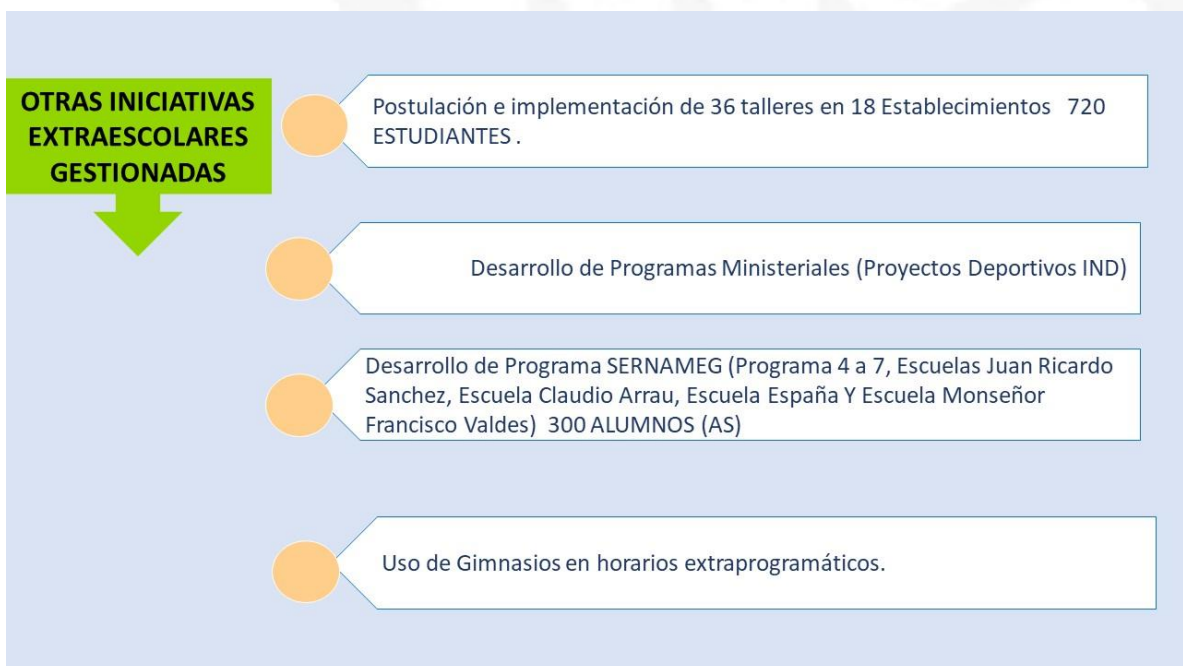 OTRAS INICIATIVAS
EXTRAESCOLARES
GESTIONADAS
Postulación e implementación de 36 talleres en 18 Establecimientos 720
ESTUDIANTES .
Desarrollo de Programas Ministeriales (Proyectos Deportivos IND)
Desarrollo de Programa SERNAMEG (Programa 4 a 7, Escuelas Juan Ricardo
Sanchez, Escuela Claudio Arrau, Escuela España Y Escuela Monseñor
Francisco Valdes) 300 ALUMNOS (AS)
Uso de Gimnasios en horarios extraprogramáticos.